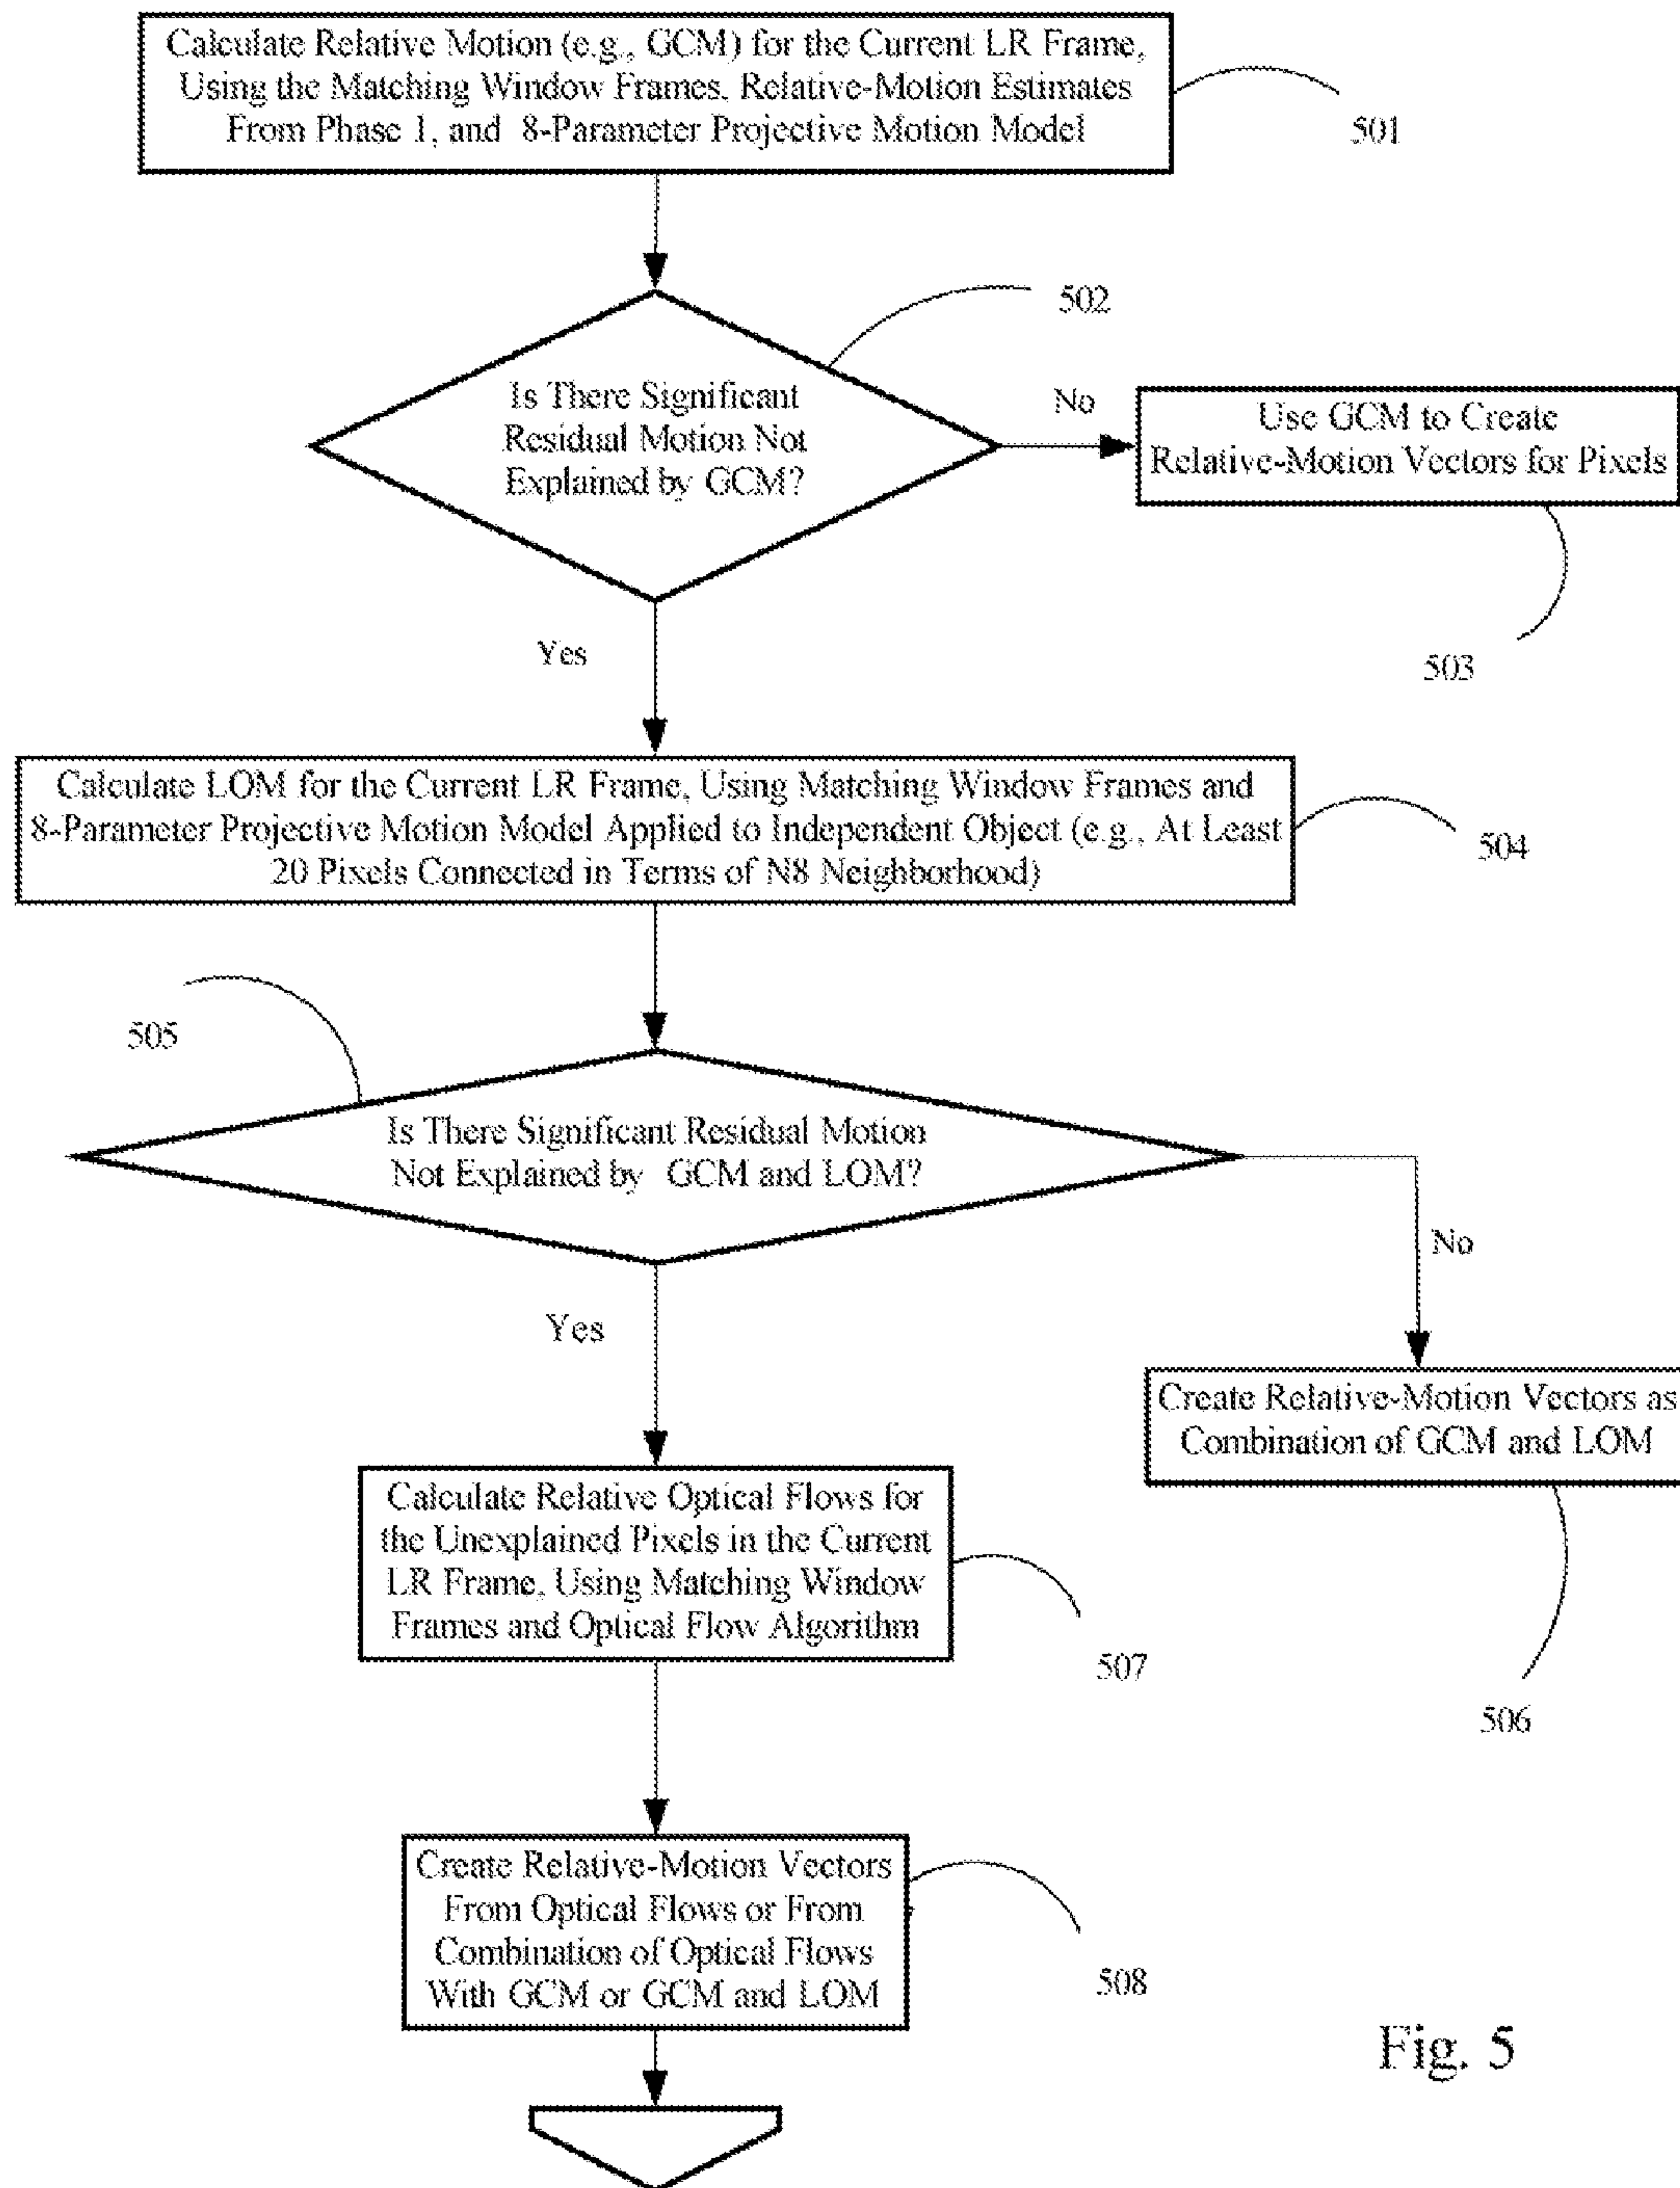 Calculate Relative Motion (e.g., GCM) for the Current LR Frame,
Using the Matching Window Frames, Relative-Motion Estimates
From Phase 1, and 8-Parameter Projective Motion Model
501
502
Is There Significant
Residual Motion Not
Explained by GCM?
No
Use GCM to Create
Relative-Motion Vectors for Pixels
503
Yes
Calculate LOM for the Current LR Frame, Using Matching Window Frames and
8-Parameter Projective Motion Model Applied to Independent Object (e.g., At Least
20 Pixels Connected in Terms of N8 Neighborhood)
504
505
Is There Significant Residual Motion
Not Explained by GCM and LOM?
No
Yes
Create Relative-Motion Vectors as
Combination of GCM and LOM
506
Calculate Relative Optical Flows for
the Unexplained Pixels in the Current
LR Frame, Using Matching Window
Frames and Optical Flow Algorithm
507
Create Relative-Motion Vectors
From Optical Flows or From
Combination of Optical Flows
With GCM or GCM and LOM
508
Fig. 5